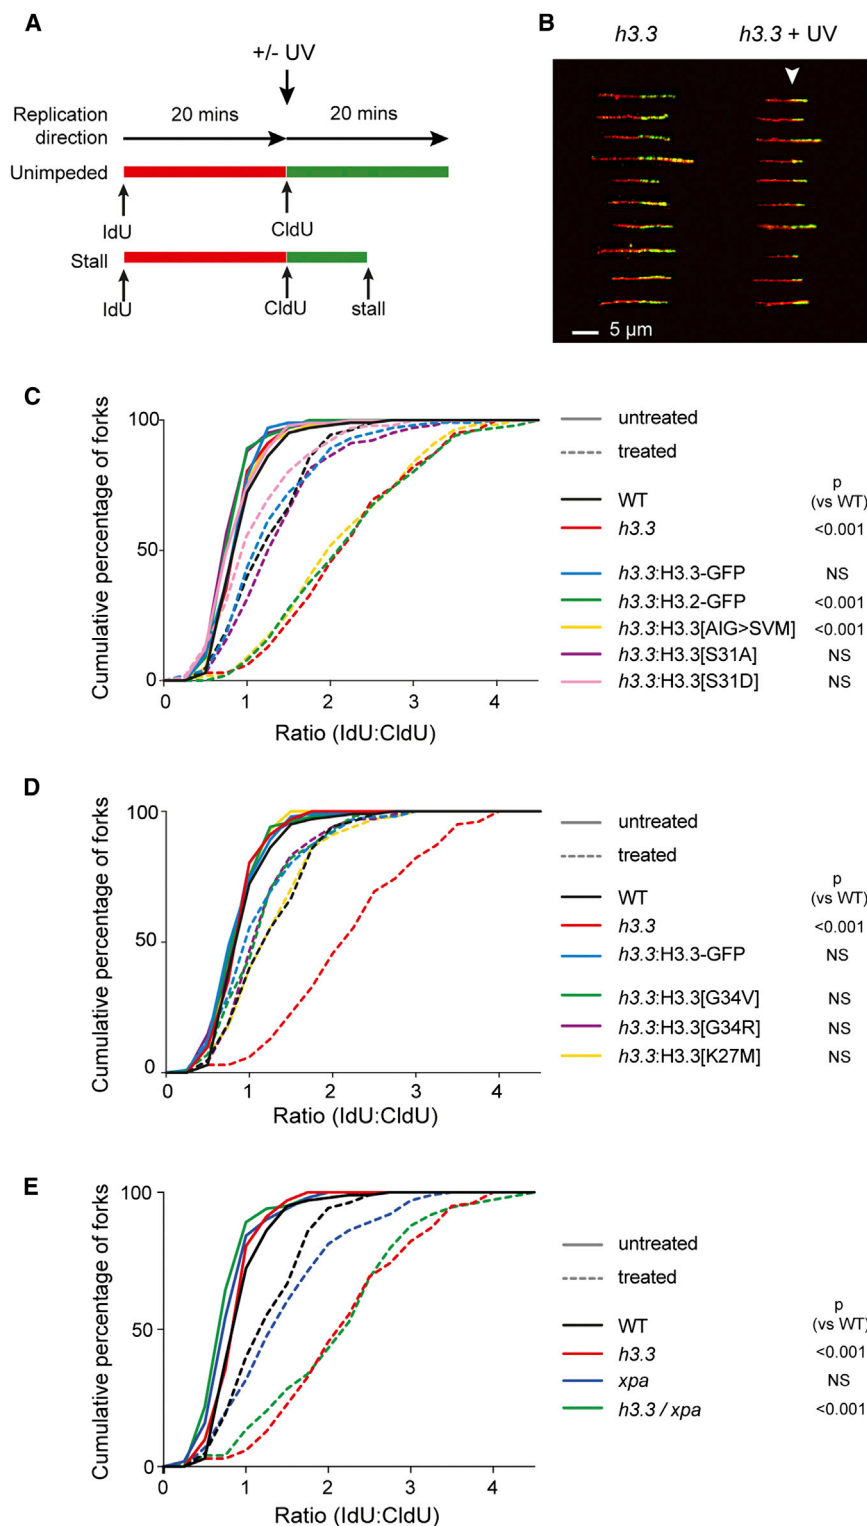 A
+/- UV
Replication
direction
20 mins
20 mins
Unimpeded
IdU
CldU
Stall
IdU
CldU
stall
B
h3.3
h3.3 + UV
5 µm
C
Cumulative percentage of forks
100
50
0
0
1
2
3
4
Ratio (IdU:CldU)
untreated
treated
p
(vs WT)
WT
h3.3
<0.001
h3.3:H3.3-GFP
NS
h3.3:H3.2-GFP
<0.001
h3.3:H3.3[AIG>SVM]
<0.001
h3.3:H3.3[S31A]
NS
h3.3:H3.3[S31D]
NS
D
Cumulative percentage of forks
100
50
0
0
1
2
3
4
Ratio (IdU:CldU)
untreated
treated
p
(vs WT)
WT
h3.3
<0.001
h3.3:H3.3-GFP
NS
h3.3:H3.3[G34V]
NS
h3.3:H3.3[G34R]
NS
h3.3:H3.3[K27M]
NS
E
Cumulative percentage of forks
100
50
0
0
1
2
3
4
Ratio (IdU:CldU)
untreated
treated
p
(vs WT)
WT
h3.3
<0.001
xpa
NS
h3.3 / xpa
<0.001